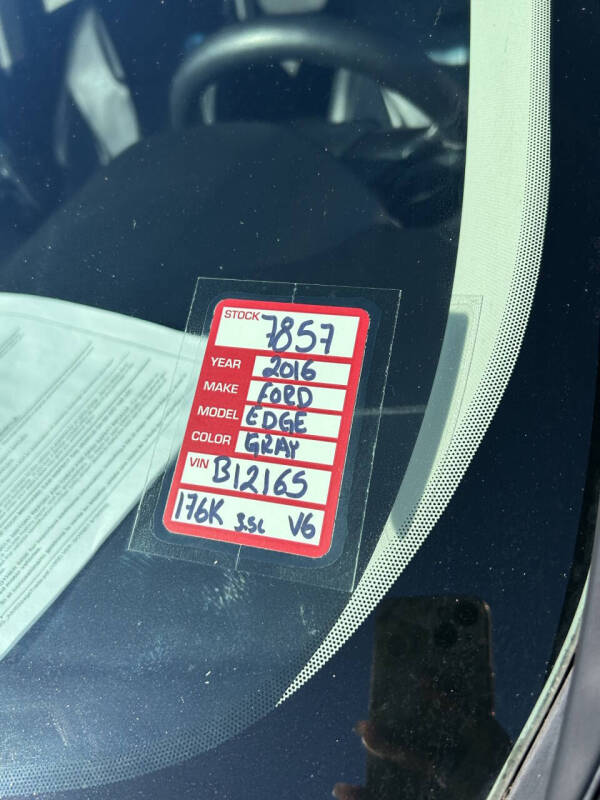 STOCK 7857
YEAR 2016
MAKE FORD
MODEL EDGE
COLOR GRAY
VIN B12165
176K 3.5L V6